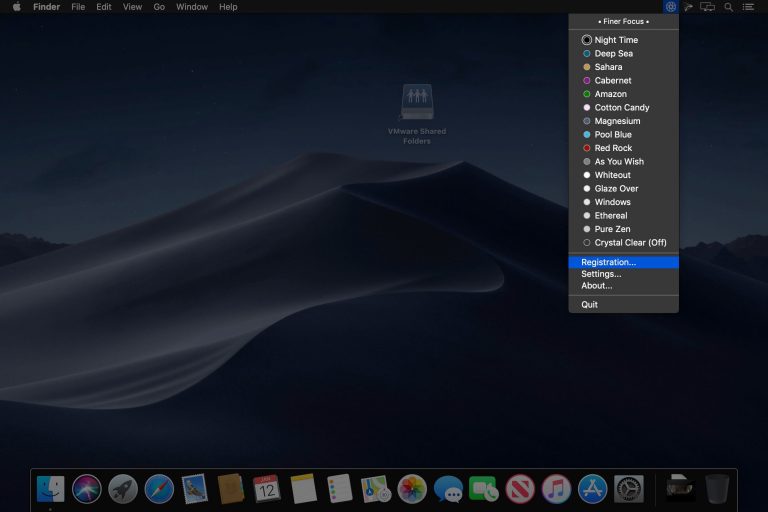 Finder File Edit View Go Window Help
• Finer Focus •
Night Time
Deep Sea
Sahara
Cabernet
Amazon
Cotton Candy
Magnesium
Pool Blue
Red Rock
As You Wish
Whiteout
Glaze Over
Windows
Ethereal
Pure Zen
Crystal Clear (Off)
Registration...
Settings...
About...
Quit
VMware Shared
Folders
JAN
12